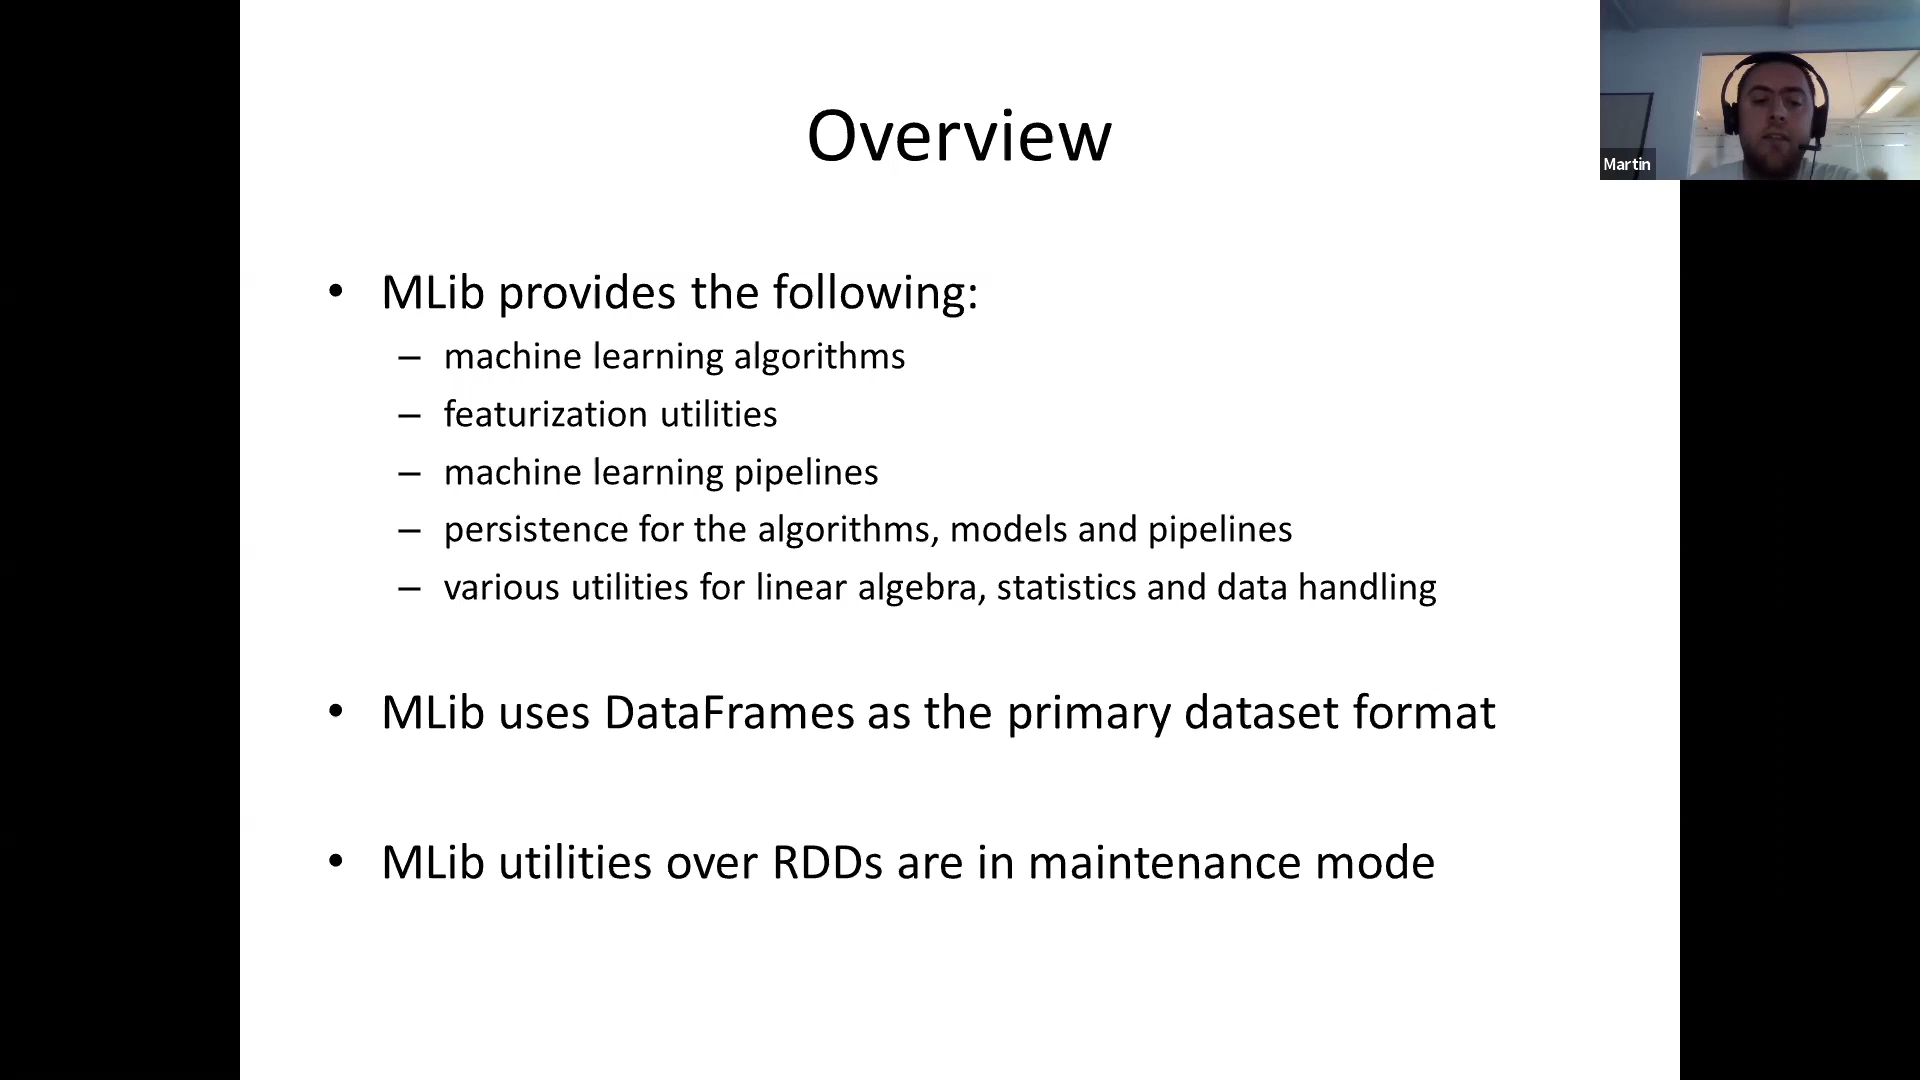 Overview
Martin
• MLib provides the following:
– machine learning algorithms
– featurization utilities
– machine learning pipelines
– persistence for the algorithms, models and pipelines
– various utilities for linear algebra, statistics and data handling
• MLib uses DataFrames as the primary dataset format
• MLib utilities over RDDs are in maintenance mode